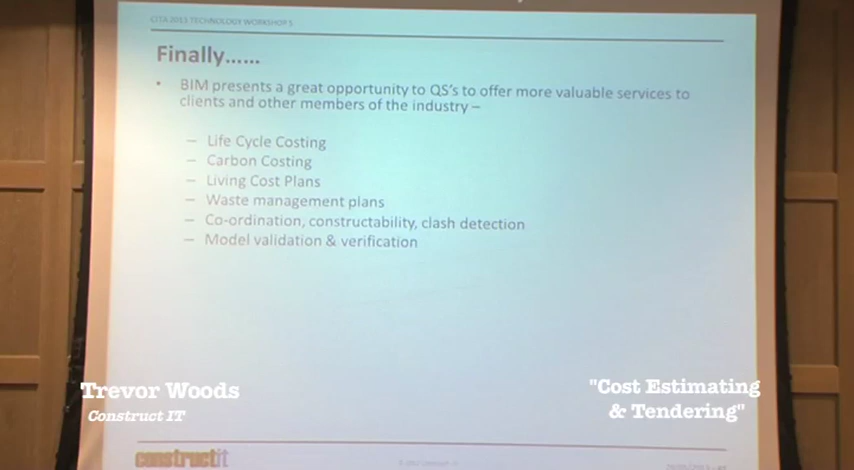 CITA 2013 TECHNOLOGY WORKSHOP 5
Finally……
• BIM presents a great opportunity to QS's to offer more valuable services to
clients and other members of the industry –
– Life Cycle Costing
– Carbon Costing
– Living Cost Plans
– Waste management plans
– Co-ordination, constructability, clash detection
– Model validation & verification
Trevor Woods
Construct IT
"Cost Estimating
& Tendering"
constructit